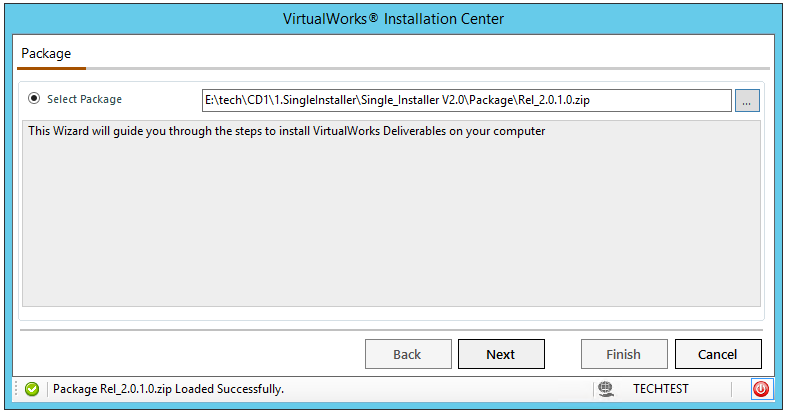 VirtualWorks® Installation Center
Package
Select Package
E:\tech\CD1\1.SingleInstaller\Single_Installer V2.0\Package\Rel_2.0.1.0.zip
...
This Wizard will guide you through the steps to install VirtualWorks Deliverables on your computer
Back
Next
Finish
Cancel
Package Rel_2.0.1.0.zip Loaded Successfully.
TECHTEST